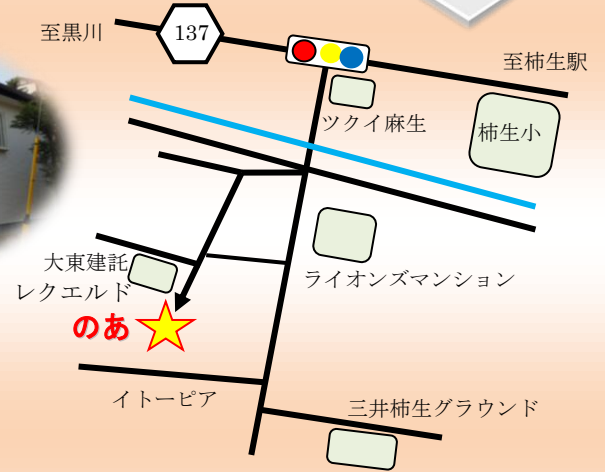 至黒川
137
至柿生駅
ツクイ麻生
柿生小
大東建託
レクエルド
ライオンズマンション
のあ
イトーピア
三井柿生グラウンド